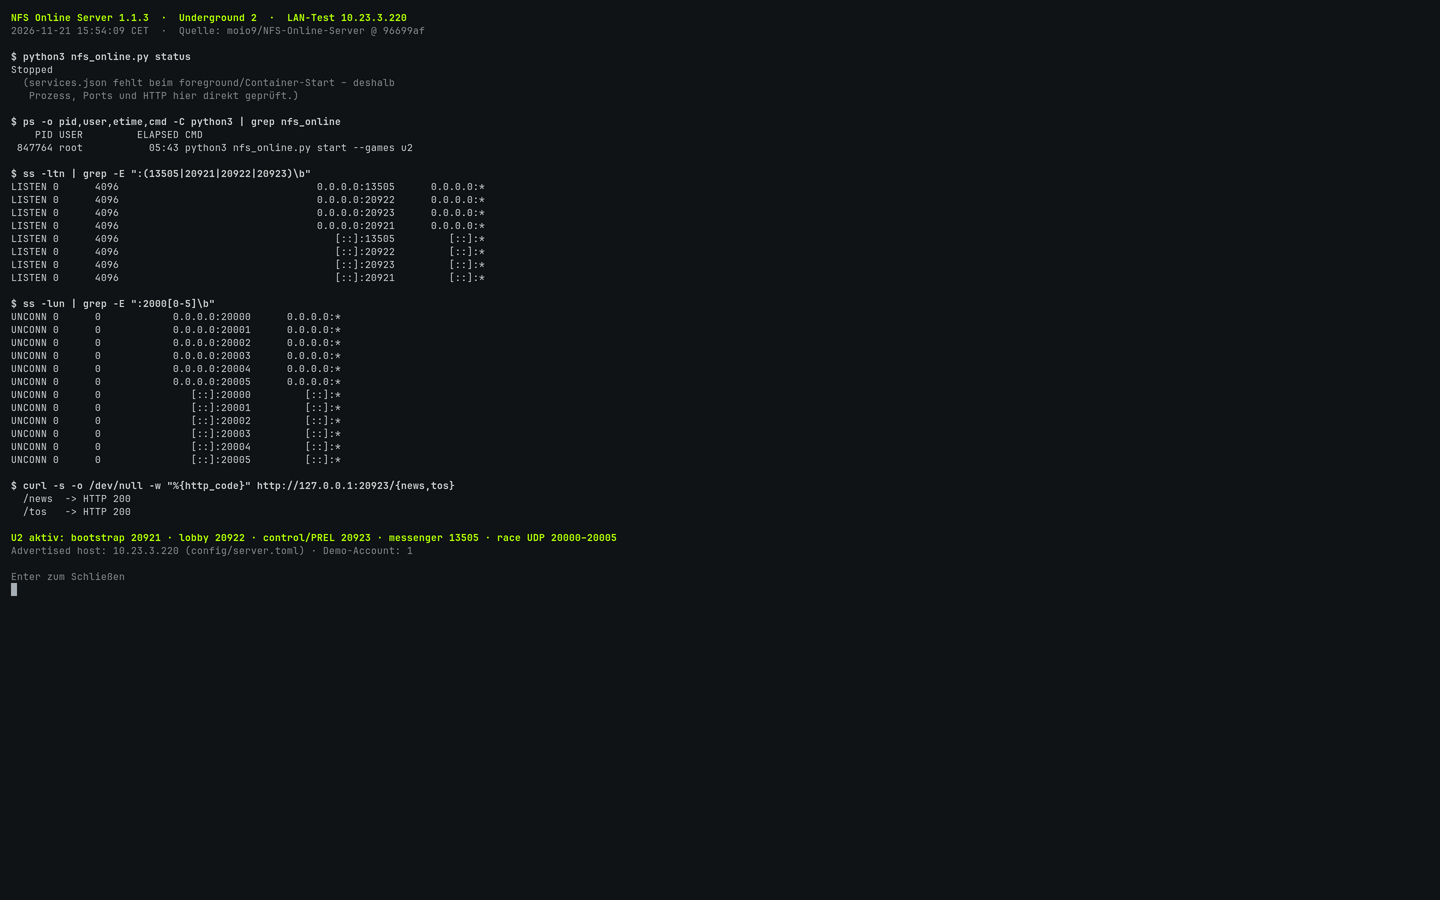 NFS Online Server 1.1.3  ·  Underground 2  ·  LAN-Test 10.23.3.220
2026-11-21 15:54:09 CET  ·  Quelle: moio9/NFS-Online-Server @ 96699af
$ python3 nfs_online.py status
Stopped
  (services.json fehlt beim foreground/Container-Start – deshalb
   Prozess, Ports und HTTP hier direkt geprüft.)
$ ps -o pid,user,etime,cmd -C python3 | grep nfs_online
    PID USER         ELAPSED CMD
 847764 root           05:43 python3 nfs_online.py start --games u2
$ ss -ltn | grep -E ":(13505|20921|20922|20923)\b"
LISTEN 0      4096                                 0.0.0.0:13505      0.0.0.0:*
LISTEN 0      4096                                 0.0.0.0:20922      0.0.0.0:*
LISTEN 0      4096                                 0.0.0.0:20923      0.0.0.0:*
LISTEN 0      4096                                 0.0.0.0:20921      0.0.0.0:*
LISTEN 0      4096                                    [::]:13505         [::]:*
LISTEN 0      4096                                    [::]:20922         [::]:*
LISTEN 0      4096                                    [::]:20923         [::]:*
LISTEN 0      4096                                    [::]:20921         [::]:*
$ ss -lun | grep -E ":2000[0-5]\b"
UNCONN 0      0            0.0.0.0:20000      0.0.0.0:*
UNCONN 0      0            0.0.0.0:20001      0.0.0.0:*
UNCONN 0      0            0.0.0.0:20002      0.0.0.0:*
UNCONN 0      0            0.0.0.0:20003      0.0.0.0:*
UNCONN 0      0            0.0.0.0:20004      0.0.0.0:*
UNCONN 0      0            0.0.0.0:20005      0.0.0.0:*
UNCONN 0      0               [::]:20000         [::]:*
UNCONN 0      0               [::]:20001         [::]:*
UNCONN 0      0               [::]:20002         [::]:*
UNCONN 0      0               [::]:20003         [::]:*
UNCONN 0      0               [::]:20004         [::]:*
UNCONN 0      0               [::]:20005         [::]:*
$ curl -s -o /dev/null -w "%{http_code}" http://127.0.0.1:20923/{news,tos}
  /news  -> HTTP 200
  /tos   -> HTTP 200
U2 aktiv: bootstrap 20921 · lobby 20922 · control/PREL 20923 · messenger 13505 · race UDP 20000–20005
Advertised host: 10.23.3.220 (config/server.toml) · Demo-Account: 1
Enter zum Schließen